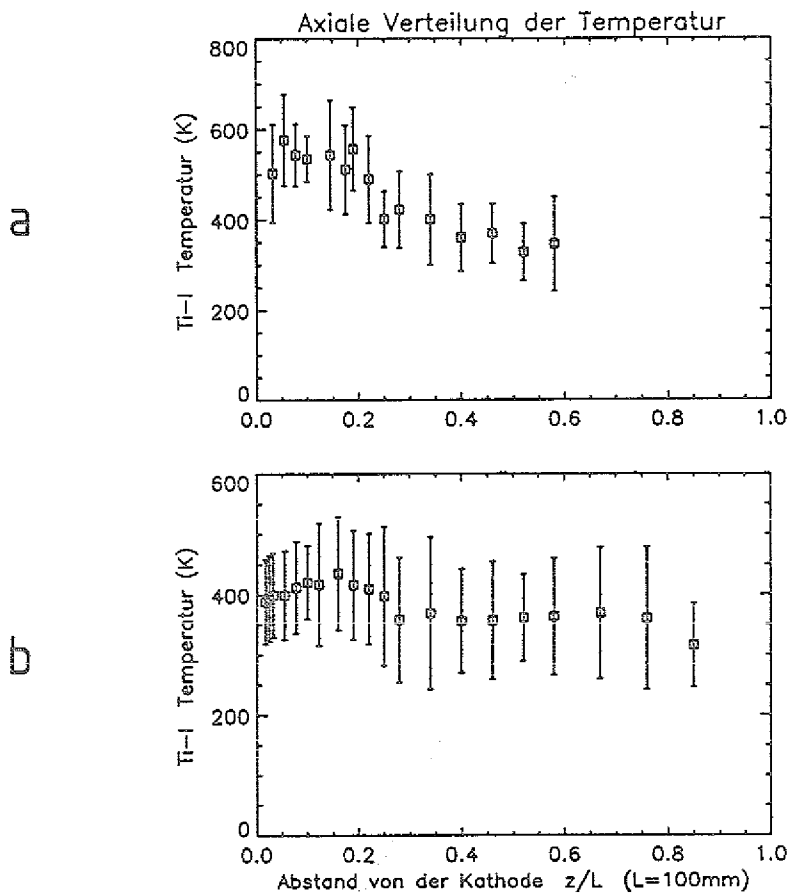 Axiale Verteilung der Temperatur
a
Ti-I Temperatur (K)
800
600
400
200
0
0.0 0.2 0.4 0.6 0.8 1.0
b
Ti-I Temperatur (K)
600
400
200
0
0.0 0.2 0.4 0.6 0.8 1.0
Abstand von der Kathode z/L (L=100mm)